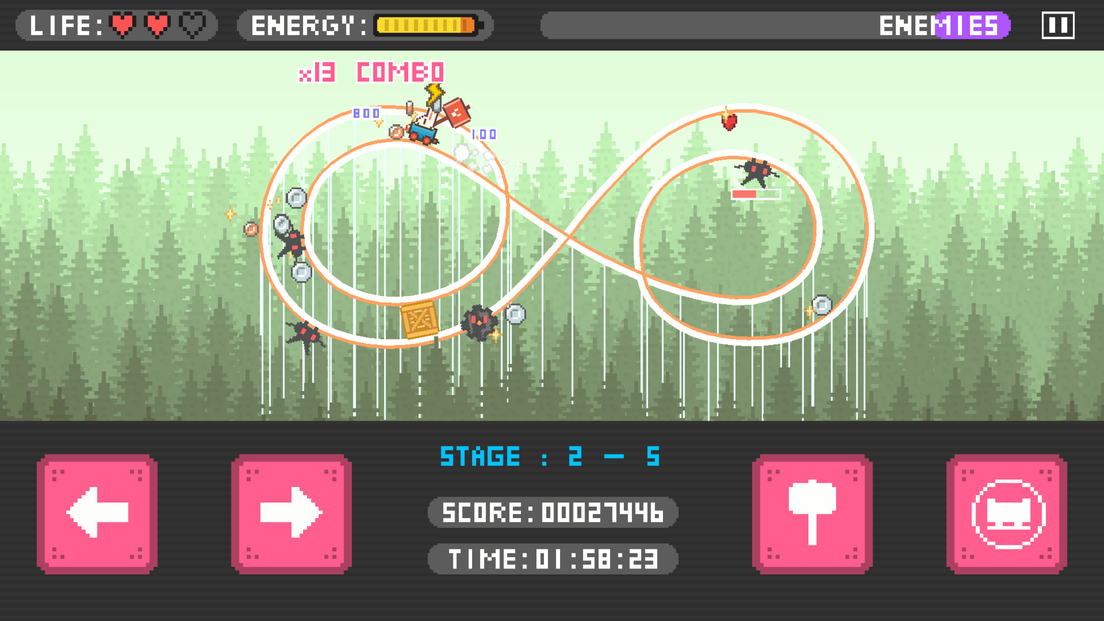 LIFE: ENERGY: ENEMIES
x13 COMBO
800
100
STAGE : 2 — 5
SCORE:00027446
TIME:01:58:23